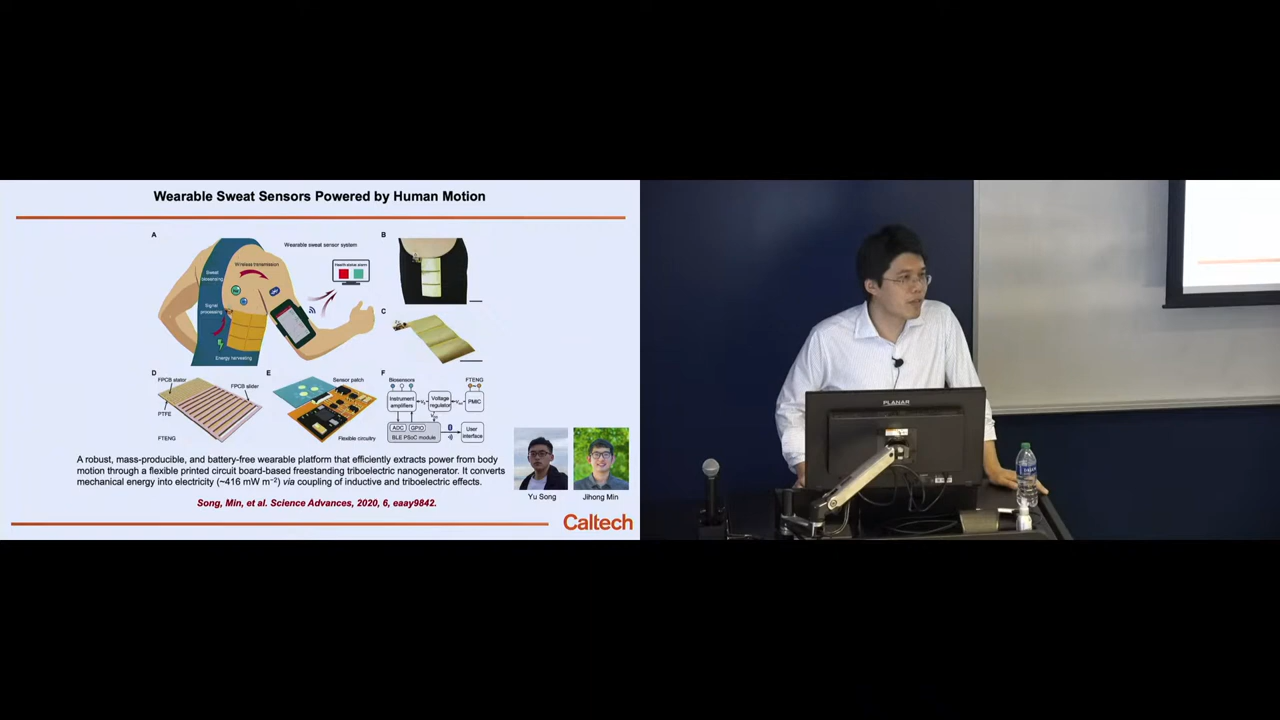 Wearable Sweat Sensors Powered by Human Motion
A
Wearable sweat sensor system
B
Wireless transmission
Sweat
biosensing
Health status alarm
Signal
processing
C
Energy harvesting
D
FPCB stator
FPCB slider
PTFE
FTENG
E
Sensor patch
Flexible circuitry
F
Biosensors
FTENG
Instrument
amplifiers
Voltage
regulator
PMIC
ADC
GPIO
BLE PSoC module
User
interface
A robust, mass-producible, and battery-free wearable platform that efficiently extracts power from body
motion through a flexible printed circuit board-based freestanding triboelectric nanogenerator. It converts
mechanical energy into electricity (~416 mW m⁻²) via coupling of inductive and triboelectric effects.
Song, Min, et al. Science Advances, 2020, 6, eaay9842.
Yu Song
Jihong Min
Caltech
PLANAR